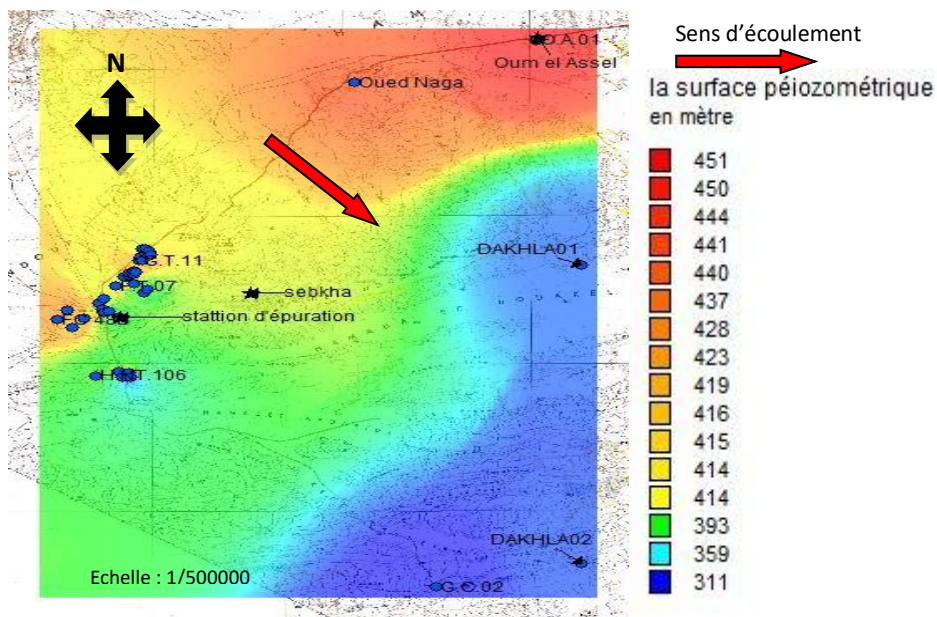 Sens d'écoulement
la surface péiozométrique
en mètre
451
450
444
441
440
437
428
423
419
416
415
414
414
393
359
311
N
O.A.01
Oum el Assel
Oued Naga
DAKHLA01
G.T.11
sebkha
stattion d'épuration
DAKHLA02
G.C.02
Echelle : 1/500000